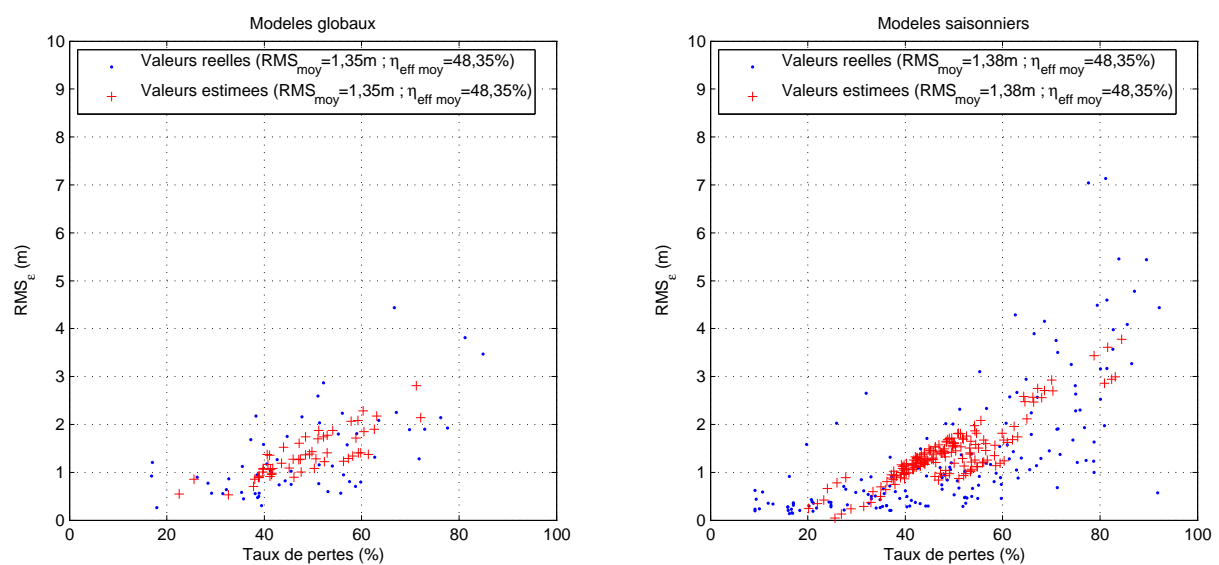 Modeles globaux
Valeurs reelles (RMS_moy=1,35m ; η_eff moy=48,35%)
Valeurs estimees (RMS_moy=1,35m ; η_eff moy=48,35%)
10
9
8
7
6
5
4
3
2
1
0
RMS_ε (m)
0 20 40 60 80 100
Taux de pertes (%)
Modeles saisonniers
Valeurs reelles (RMS_moy=1,38m ; η_eff moy=48,35%)
Valeurs estimees (RMS_moy=1,38m ; η_eff moy=48,35%)
10
9
8
7
6
5
4
3
2
1
0
RMS_ε (m)
0 20 40 60 80 100
Taux de pertes (%)